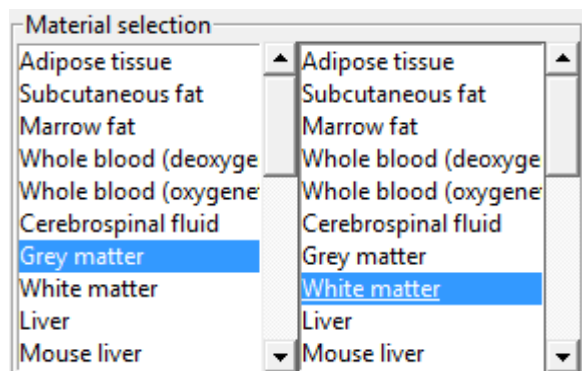 Material selection
Adipose tissue
Subcutaneous fat
Marrow fat
Whole blood (deoxyge
Whole blood (oxygene
Cerebrospinal fluid
Grey matter
White matter
Liver
Mouse liver
Adipose tissue
Subcutaneous fat
Marrow fat
Whole blood (deoxyge
Whole blood (oxygene
Cerebrospinal fluid
Grey matter
White matter
Liver
Mouse liver